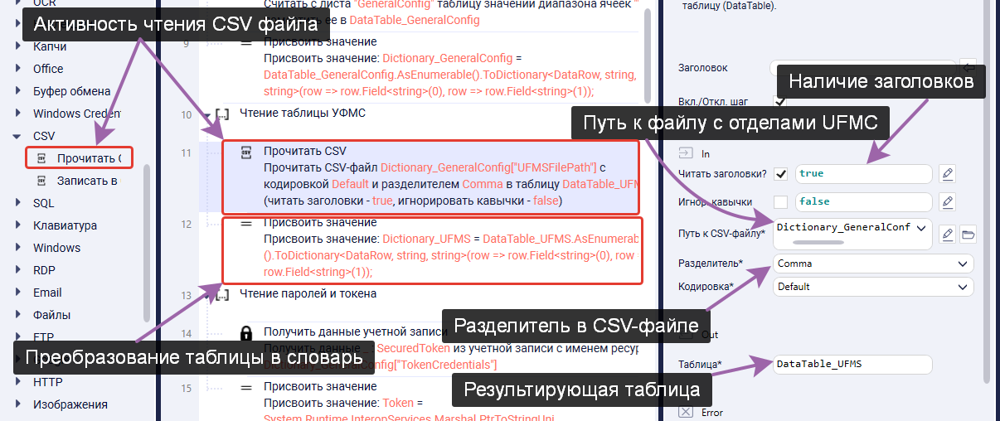 OCR
Активность чтения CSV файла
Капчи
Office
Буфер обмена
Windows Creden
CSV
Прочитать C
Записать в
SQL
Клавиатура
Windows
RDP
Email
Файлы
FTP
HTTP
Изображения
Считать с листа "GeneralConfig" таблицу значений диапазона ячеек "
ее в DataTable_GeneralConfig
9
Присвоить значение
Присвоить значение: Dictionary_GeneralConfig =
DataTable_GeneralConfig.AsEnumerable().ToDictionary<DataRow, string,
string>(row => row.Field<string>(0), row => row.Field<string>(1));
10 Чтение таблицы УФМС
11 Прочитать CSV
Прочитать CSV-файл Dictionary_GeneralConfig["UFMSFilePath"] с
кодировкой Default и разделителем Comma в таблицу DataTable_UFM
(читать заголовки - true, игнорировать кавычки - false)
12 Присвоить значение
Присвоить значение: Dictionary_UFMS = DataTable_UFMS.AsEnumerab
().ToDictionary<DataRow, string, string>(row => row.Field<string>(0), row
row.Field<string>(1));
13 Чтение паролей и токена
14 Получить данные учетной записи
Получить данные _ : SecuredToken из учетной записи с именем ресур
Dictionary_GeneralConfig["TokenCredentials"]
Преобразование таблицы в словарь
15 Присвоить значение
Присвоить значение: Token =
System.Runtime.InteropServices.Marshal.PtrToStringUni
таблицу (DataTable).
Заголовок
Наличие заголовков
Вкл./Откл. шаг
Путь к файлу с отделами UFMC
In
Читать заголовки? true
Игнор. кавычки false
Путь к CSV-файлу* Dictionary_GeneralConf
Разделитель* Comma
Кодировка* Default
Разделитель в CSV-файле
Out
Таблица* DataTable_UFMS
Результирующая таблица
Error